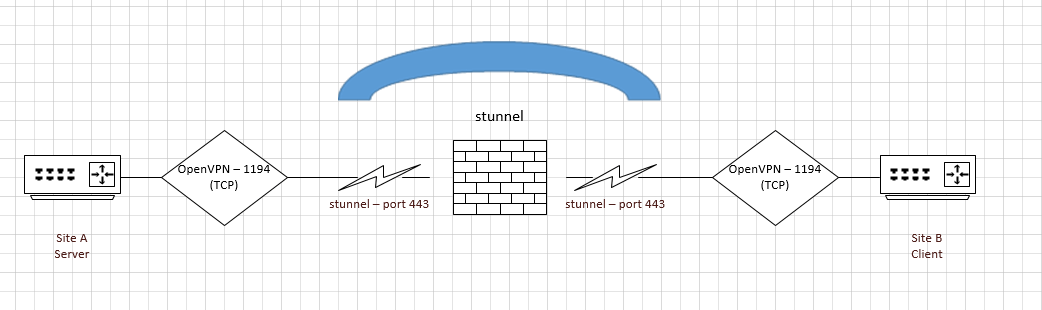 stunnel
OpenVPN – 1194
(TCP)
OpenVPN – 1194
(TCP)
stunnel – port 443
stunnel – port 443
Site A
Server
Site B
Client